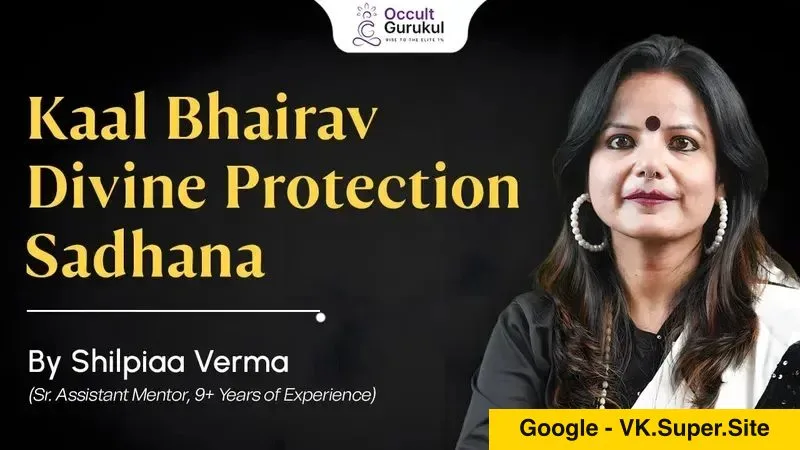 Occult
Gurukul
RISE TO THE ELITE 1%
Kaal Bhairav
Divine Protection
Sadhana
By Shilpiaa Verma
(Sr. Assistant Mentor, 9+ Years of Experience)
Google - VK.Super.Site